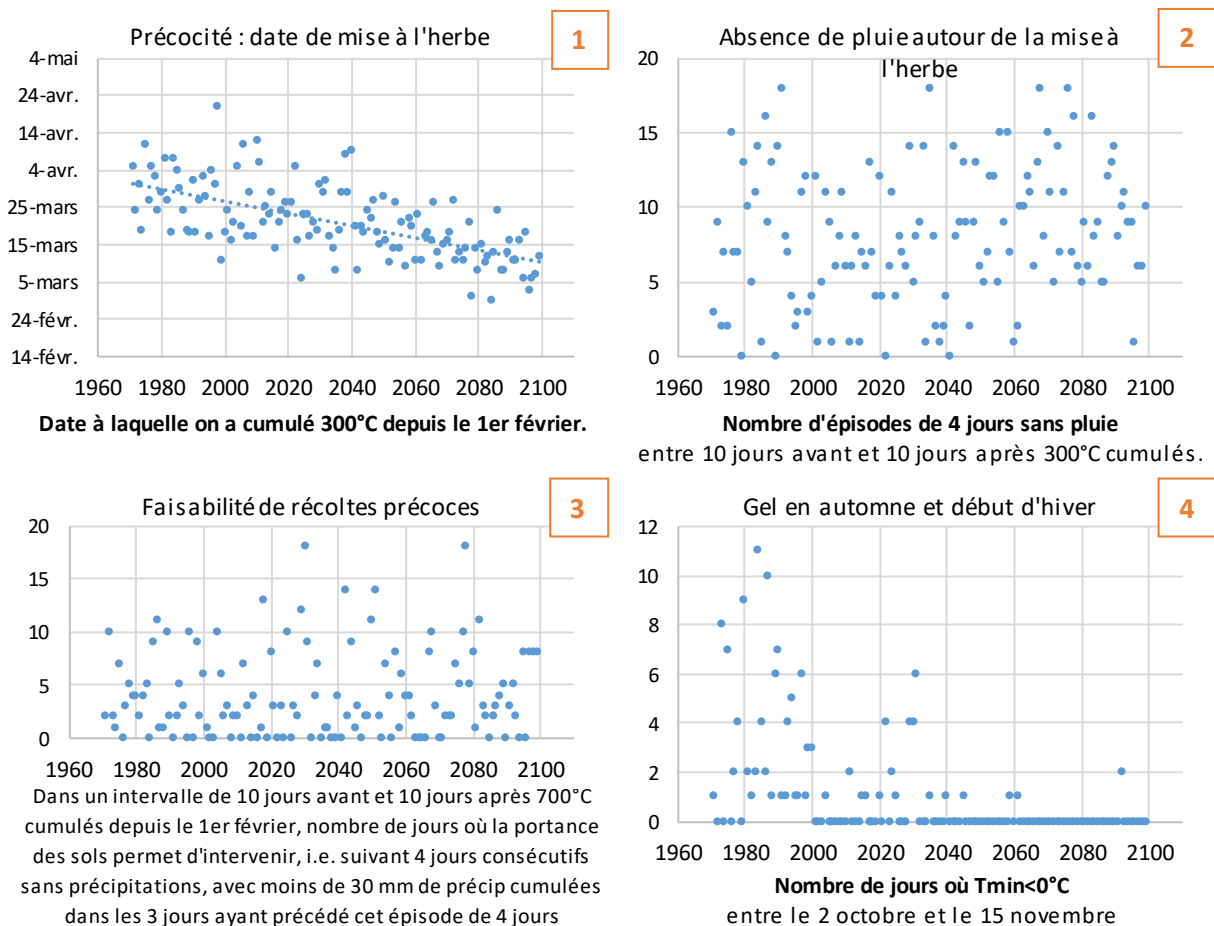 Précocité : date de mise à l'herbe
1
4-mai
24-avr.
14-avr.
4-avr.
25-mars
15-mars
5-mars
24-févr.
14-févr.
1960 1980 2000 2020 2040 2060 2080 2100
Date à laquelle on a cumulé 300°C depuis le 1er février.
Absence de pluie autour de la mise à
l'herbe
2
20
15
10
5
0
1960 1980 2000 2020 2040 2060 2080 2100
Nombre d'épisodes de 4 jours sans pluie
entre 10 jours avant et 10 jours après 300°C cumulés.
Faisabilité de récoltes précoces
3
20
15
10
5
0
1960 1980 2000 2020 2040 2060 2080 2100
Dans un intervalle de 10 jours avant et 10 jours après 700°C
cumulés depuis le 1er février, nombre de jours où la portance
des sols permet d'intervenir, i.e. suivant 4 jours consécutifs
sans précipitations, avec moins de 30 mm de précip cumulées
dans les 3 jours ayant précédé cet épisode de 4 jours
Gel en automne et début d'hiver
4
12
10
8
6
4
2
0
1960 1980 2000 2020 2040 2060 2080 2100
Nombre de jours où Tmin<0°C
entre le 2 octobre et le 15 novembre